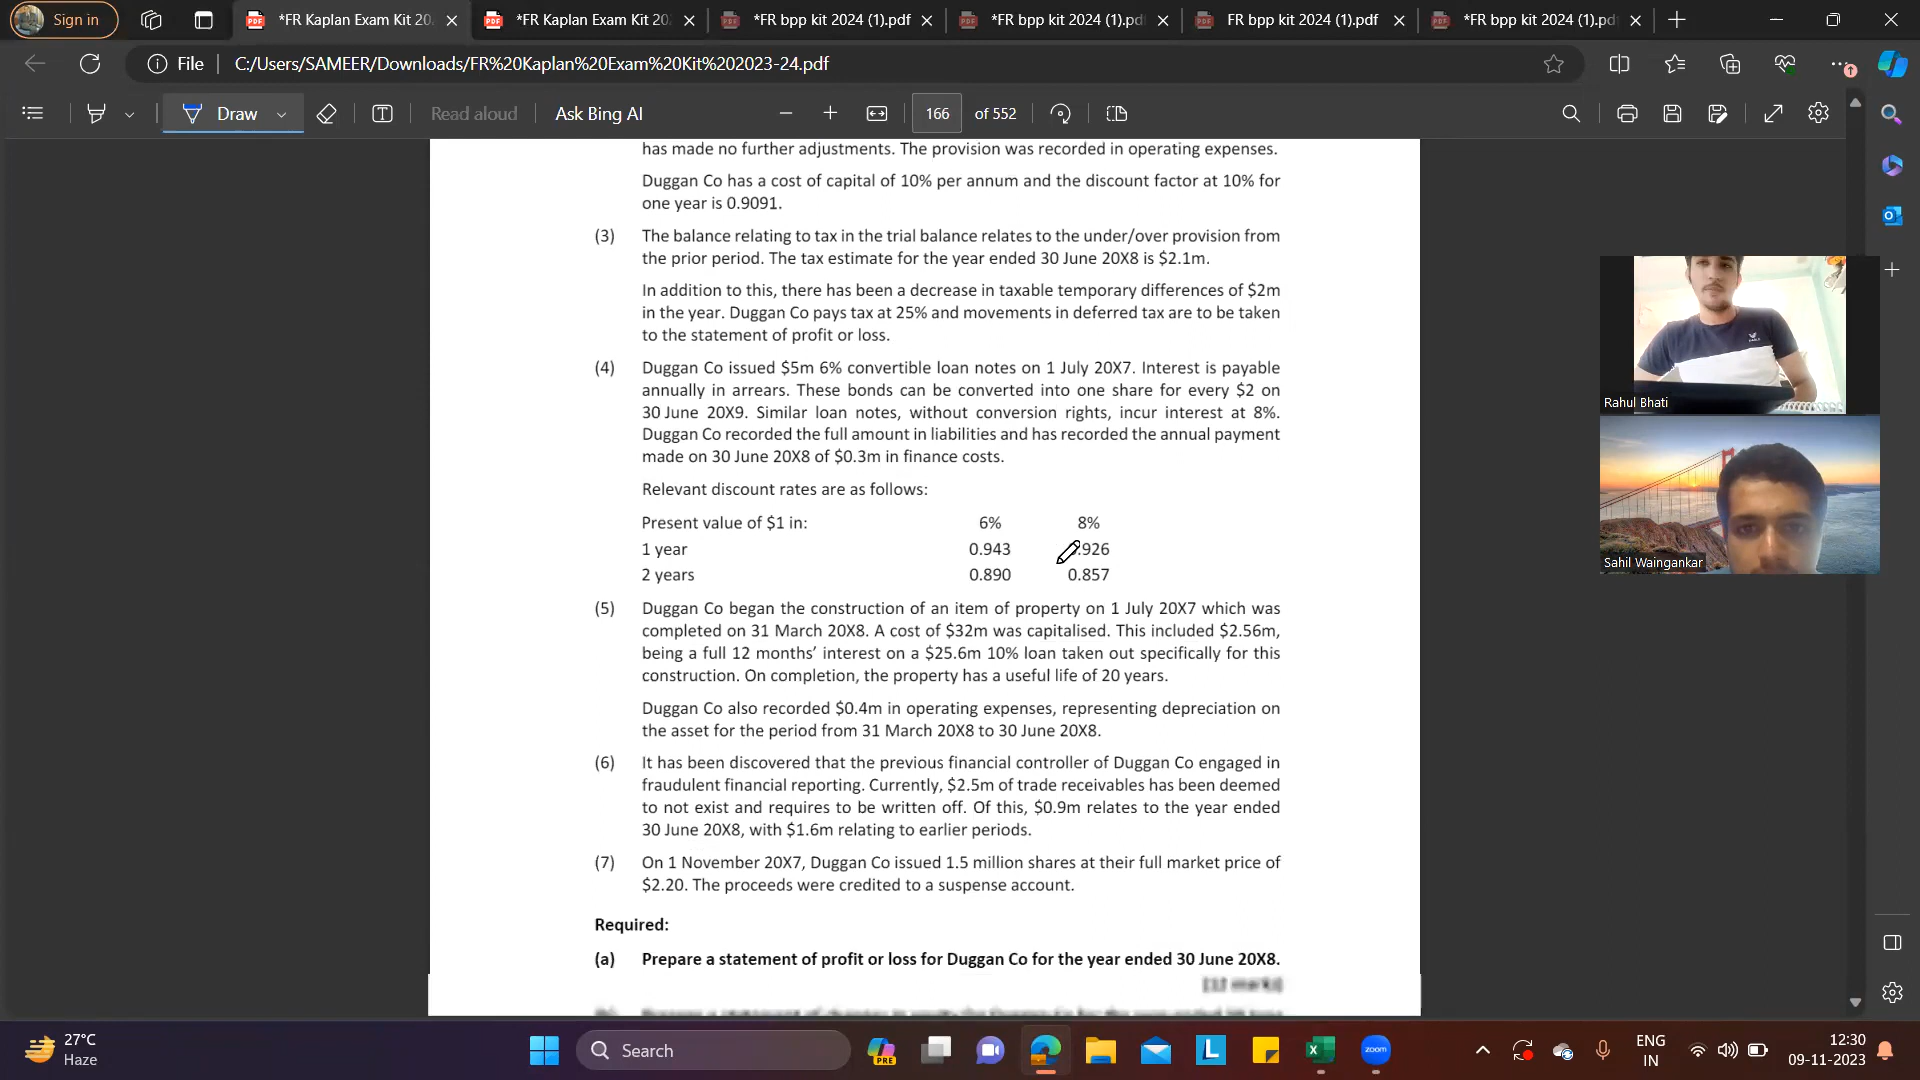 Sign in
*FR Kaplan Exam Kit 20
*FR Kaplan Exam Kit 20
*FR bpp kit 2024 (1).pdf
*FR bpp kit 2024 (1).pdf
FR bpp kit 2024 (1).pdf
*FR bpp kit 2024 (1).pdf
File
C:/Users/SAMEER/Downloads/FR%20Kaplan%20Exam%20Kit%202023-24.pdf
Draw
Read aloud
Ask Bing AI
166 of 552
has made no further adjustments. The provision was recorded in operating expenses.
Duggan Co has a cost of capital of 10% per annum and the discount factor at 10% for
one year is 0.9091.
(3) The balance relating to tax in the trial balance relates to the under/over provision from
the prior period. The tax estimate for the year ended 30 June 20X8 is $2.1m.
In addition to this, there has been a decrease in taxable temporary differences of $2m
in the year. Duggan Co pays tax at 25% and movements in deferred tax are to be taken
to the statement of profit or loss.
(4) Duggan Co issued $5m 6% convertible loan notes on 1 July 20X7. Interest is payable
annually in arrears. These bonds can be converted into one share for every $2 on
30 June 20X9. Similar loan notes, without conversion rights, incur interest at 8%.
Duggan Co recorded the full amount in liabilities and has recorded the annual payment
made on 30 June 20X8 of $0.3m in finance costs.
Relevant discount rates are as follows:
Present value of $1 in: 6% 8%
1 year 0.943 .926
2 years 0.890 0.857
(5) Duggan Co began the construction of an item of property on 1 July 20X7 which was
completed on 31 March 20X8. A cost of $32m was capitalised. This included $2.56m,
being a full 12 months' interest on a $25.6m 10% loan taken out specifically for this
construction. On completion, the property has a useful life of 20 years.
Duggan Co also recorded $0.4m in operating expenses, representing depreciation on
the asset for the period from 31 March 20X8 to 30 June 20X8.
(6) It has been discovered that the previous financial controller of Duggan Co engaged in
fraudulent financial reporting. Currently, $2.5m of trade receivables has been deemed
to not exist and requires to be written off. Of this, $0.9m relates to the year ended
30 June 20X8, with $1.6m relating to earlier periods.
(7) On 1 November 20X7, Duggan Co issued 1.5 million shares at their full market price of
$2.20. The proceeds were credited to a suspense account.
Required:
(a) Prepare a statement of profit or loss for Duggan Co for the year ended 30 June 20X8.
Rahul Bhati
Sahil Waingankar
27°C
Haze
Search
PRE
zoom
ENG
IN
12:30
09-11-2023